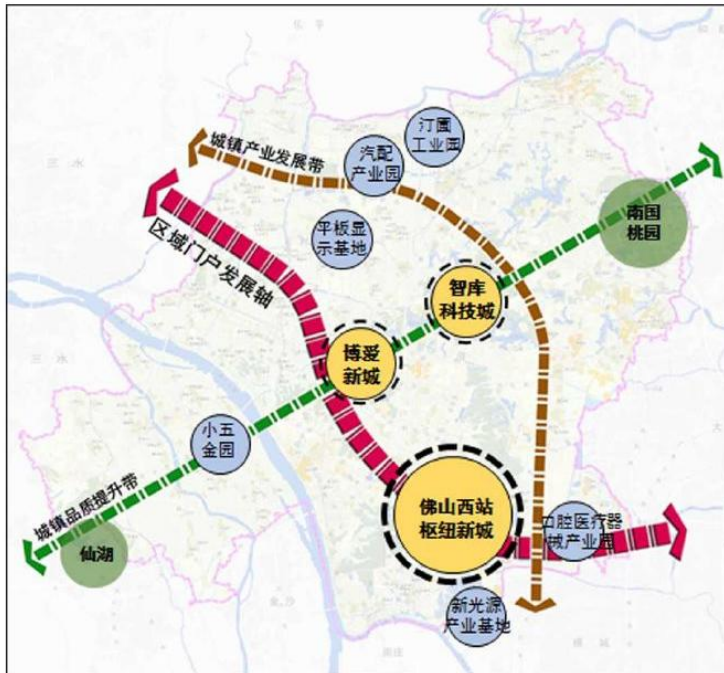 城镇产业发展带
汀圃
工业园
汽配
产业园
南国
桃园
平板显
示基地
区域门户发展轴
智库
科技城
博爱
新城
小五
金园
城镇品质提升带
仙湖
佛山西站
枢纽新城
口腔医疗器
械产业园
新光源
产业基地
三水